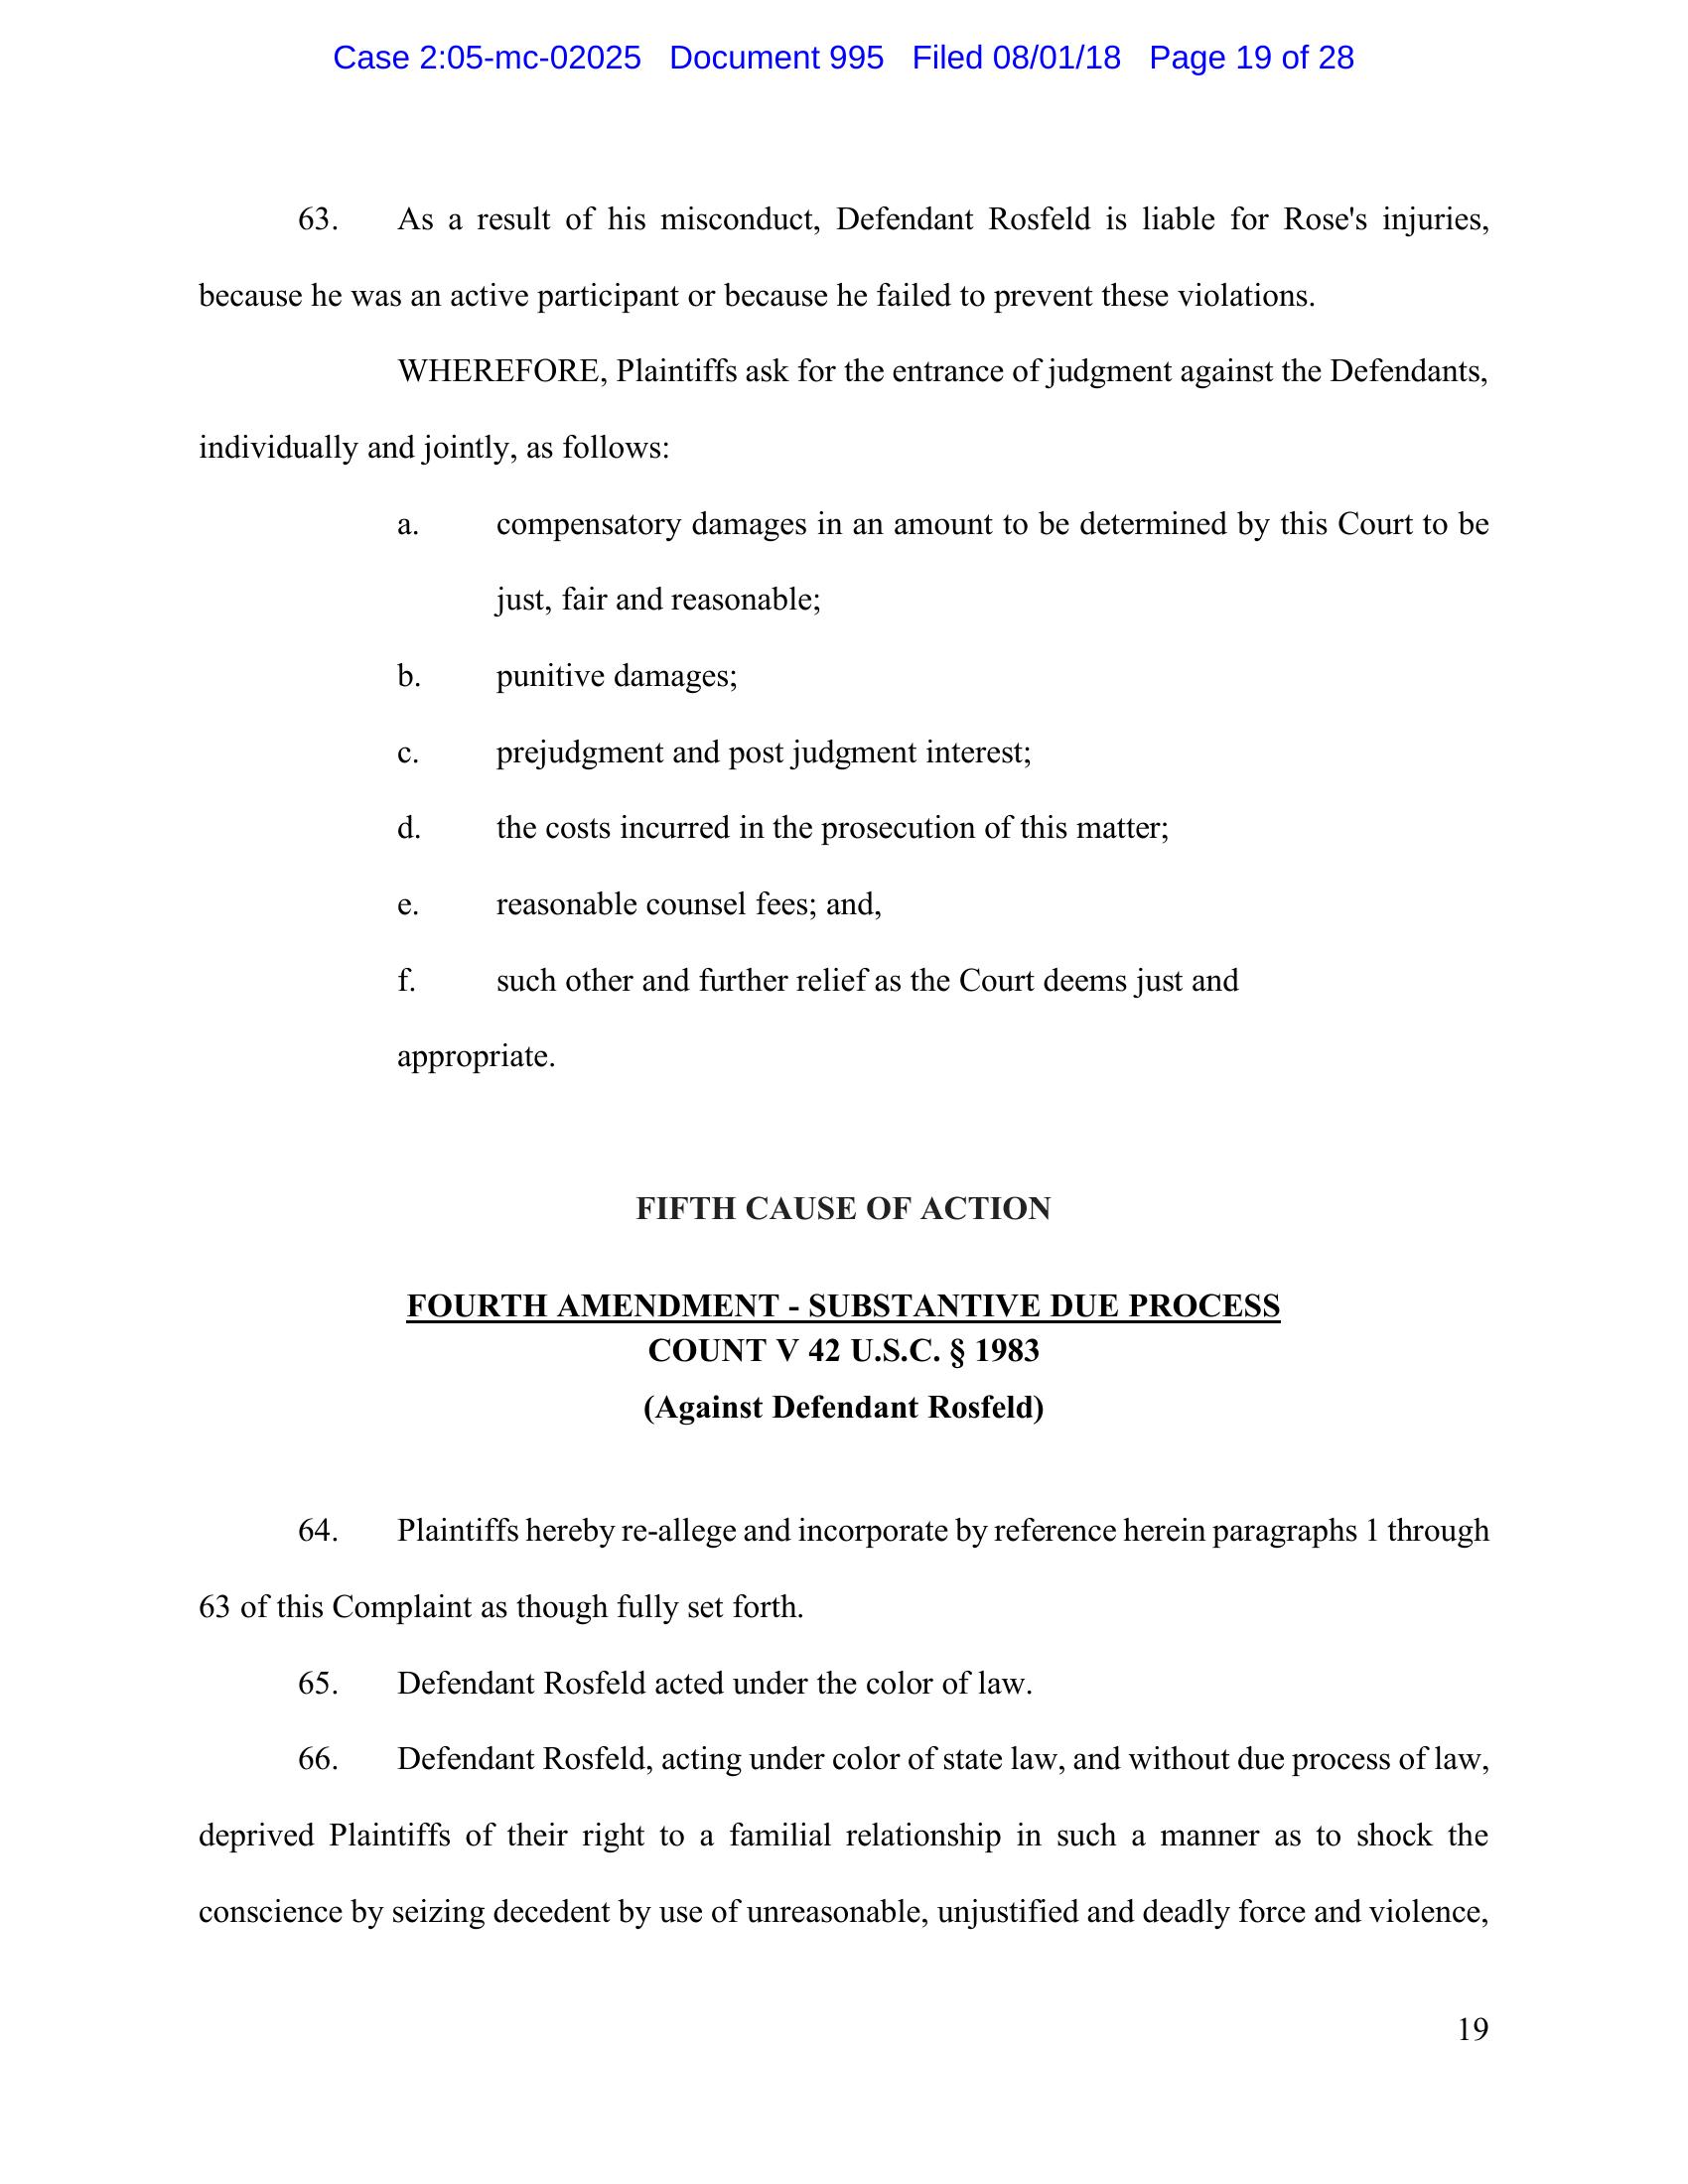 Case 2:05-mc-02025 Document 995 Filed 08/01/18 Page 19 of 28
63. As a result of his misconduct, Defendant Rosfeld is liable for Rose's injuries,
because he was an active participant or because he failed to prevent these violations.
WHEREFORE, Plaintiffs ask for the entrance of judgment against the Defendants,
individually and jointly, as follows:
a. compensatory damages in an amount to be determined by this Court to be
just, fair and reasonable;
b. punitive damages;
c. prejudgment and post judgment interest;
d. the costs incurred in the prosecution of this matter;
e. reasonable counsel fees; and,
f. such other and further relief as the Court deems just and
appropriate.
FIFTH CAUSE OF ACTION
FOURTH AMENDMENT - SUBSTANTIVE DUE PROCESS
COUNT V 42 U.S.C. § 1983
(Against Defendant Rosfeld)
64. Plaintiffs hereby re-allege and incorporate by reference herein paragraphs 1 through
63 of this Complaint as though fully set forth.
65. Defendant Rosfeld acted under the color of law.
66. Defendant Rosfeld, acting under color of state law, and without due process of law,
deprived Plaintiffs of their right to a familial relationship in such a manner as to shock the
conscience by seizing decedent by use of unreasonable, unjustified and deadly force and violence,
19